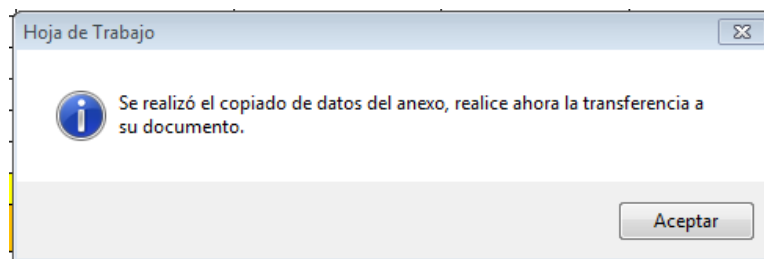 Hoja de Trabajo
Se realizó el copiado de datos del anexo, realice ahora la transferencia a
su documento.
Aceptar